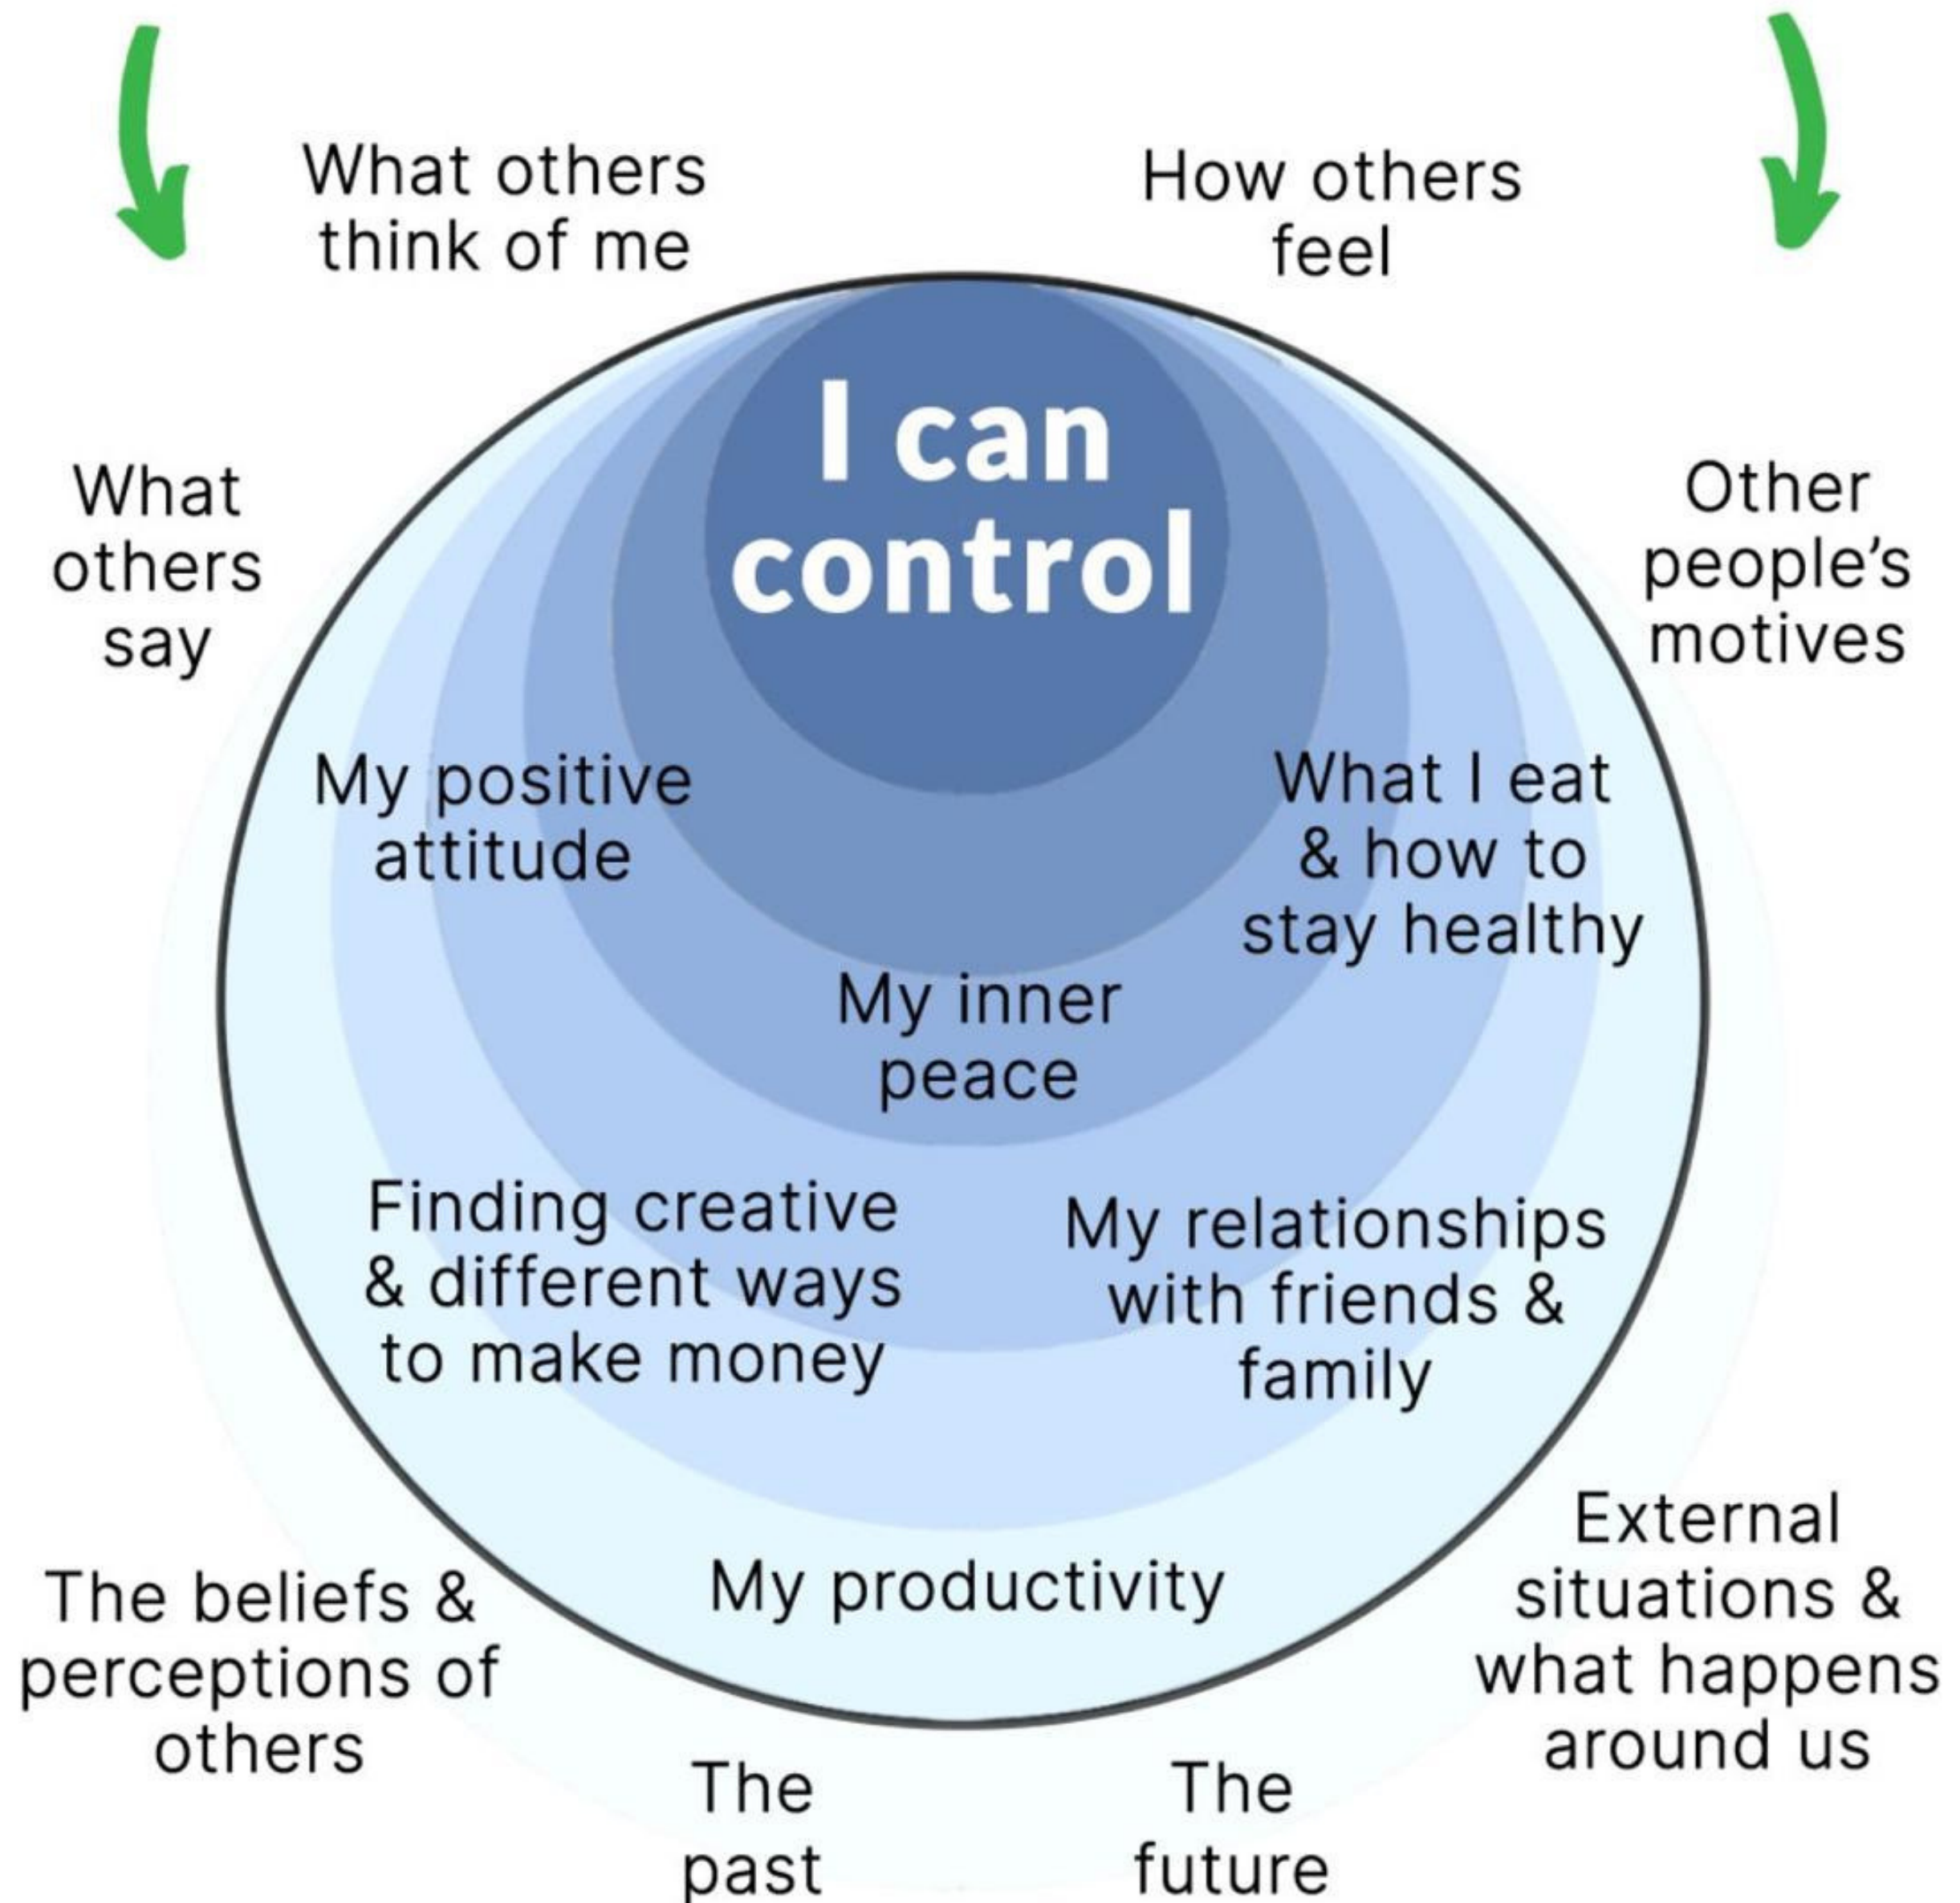 What others
think of me
How others
feel
I can
control
What
others
say
Other
people's
motives
My positive
attitude
What I eat
& how to
stay healthy
My inner
peace
Finding creative
& different ways
to make money
My relationships
with friends &
family
My productivity
The beliefs &
perceptions of
others
External
situations &
what happens
around us
The
past
The
future